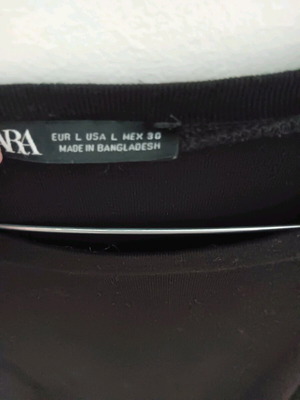 ZARA
EUR L USA L MEX 30
MADE IN BANGLADESH